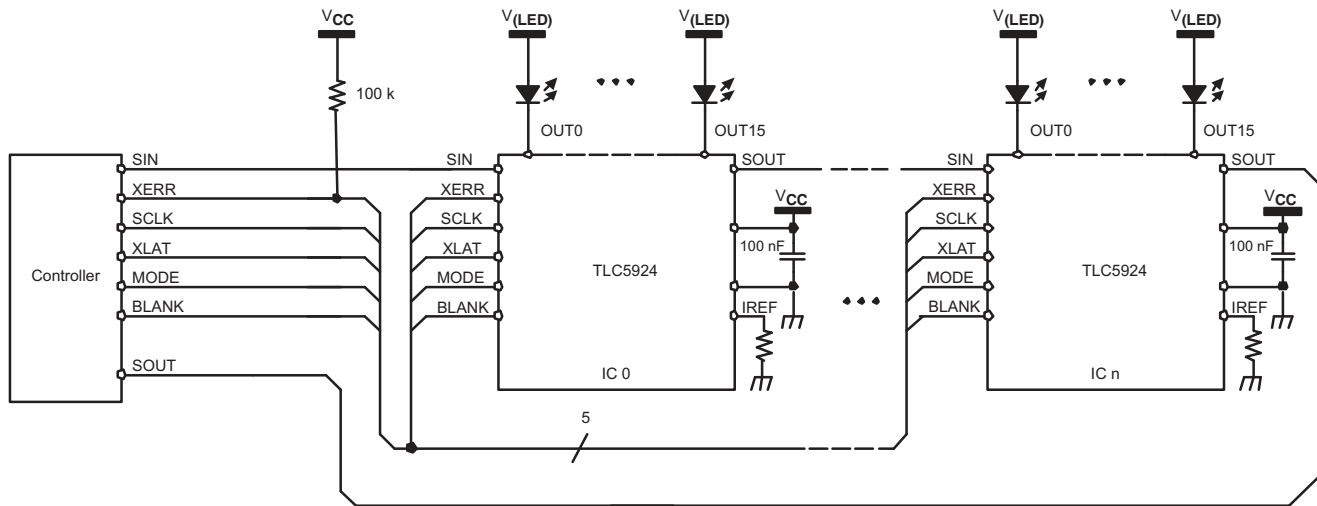 VCC
V(LED)
V(LED)
V(LED)
V(LED)
100 k
OUT0
OUT15
OUT0
OUT15
SIN
SIN
SOUT
SIN
SOUT
XERR
XERR
VCC
XERR
VCC
SCLK
SCLK
SCLK
100 nF
100 nF
XLAT
XLAT
XLAT
Controller
TLC5924
TLC5924
MODE
MODE
MODE
BLANK
BLANK
IREF
BLANK
IREF
SOUT
IC 0
IC n
5